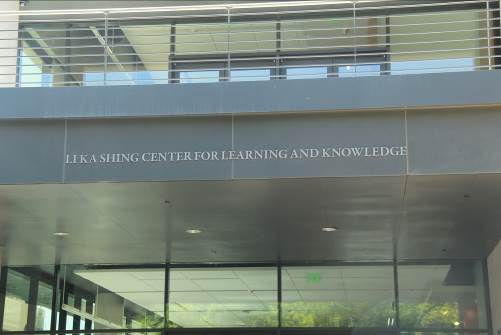 LI KA SHING CENTER FOR LEARNING AND KNOWLEDGE